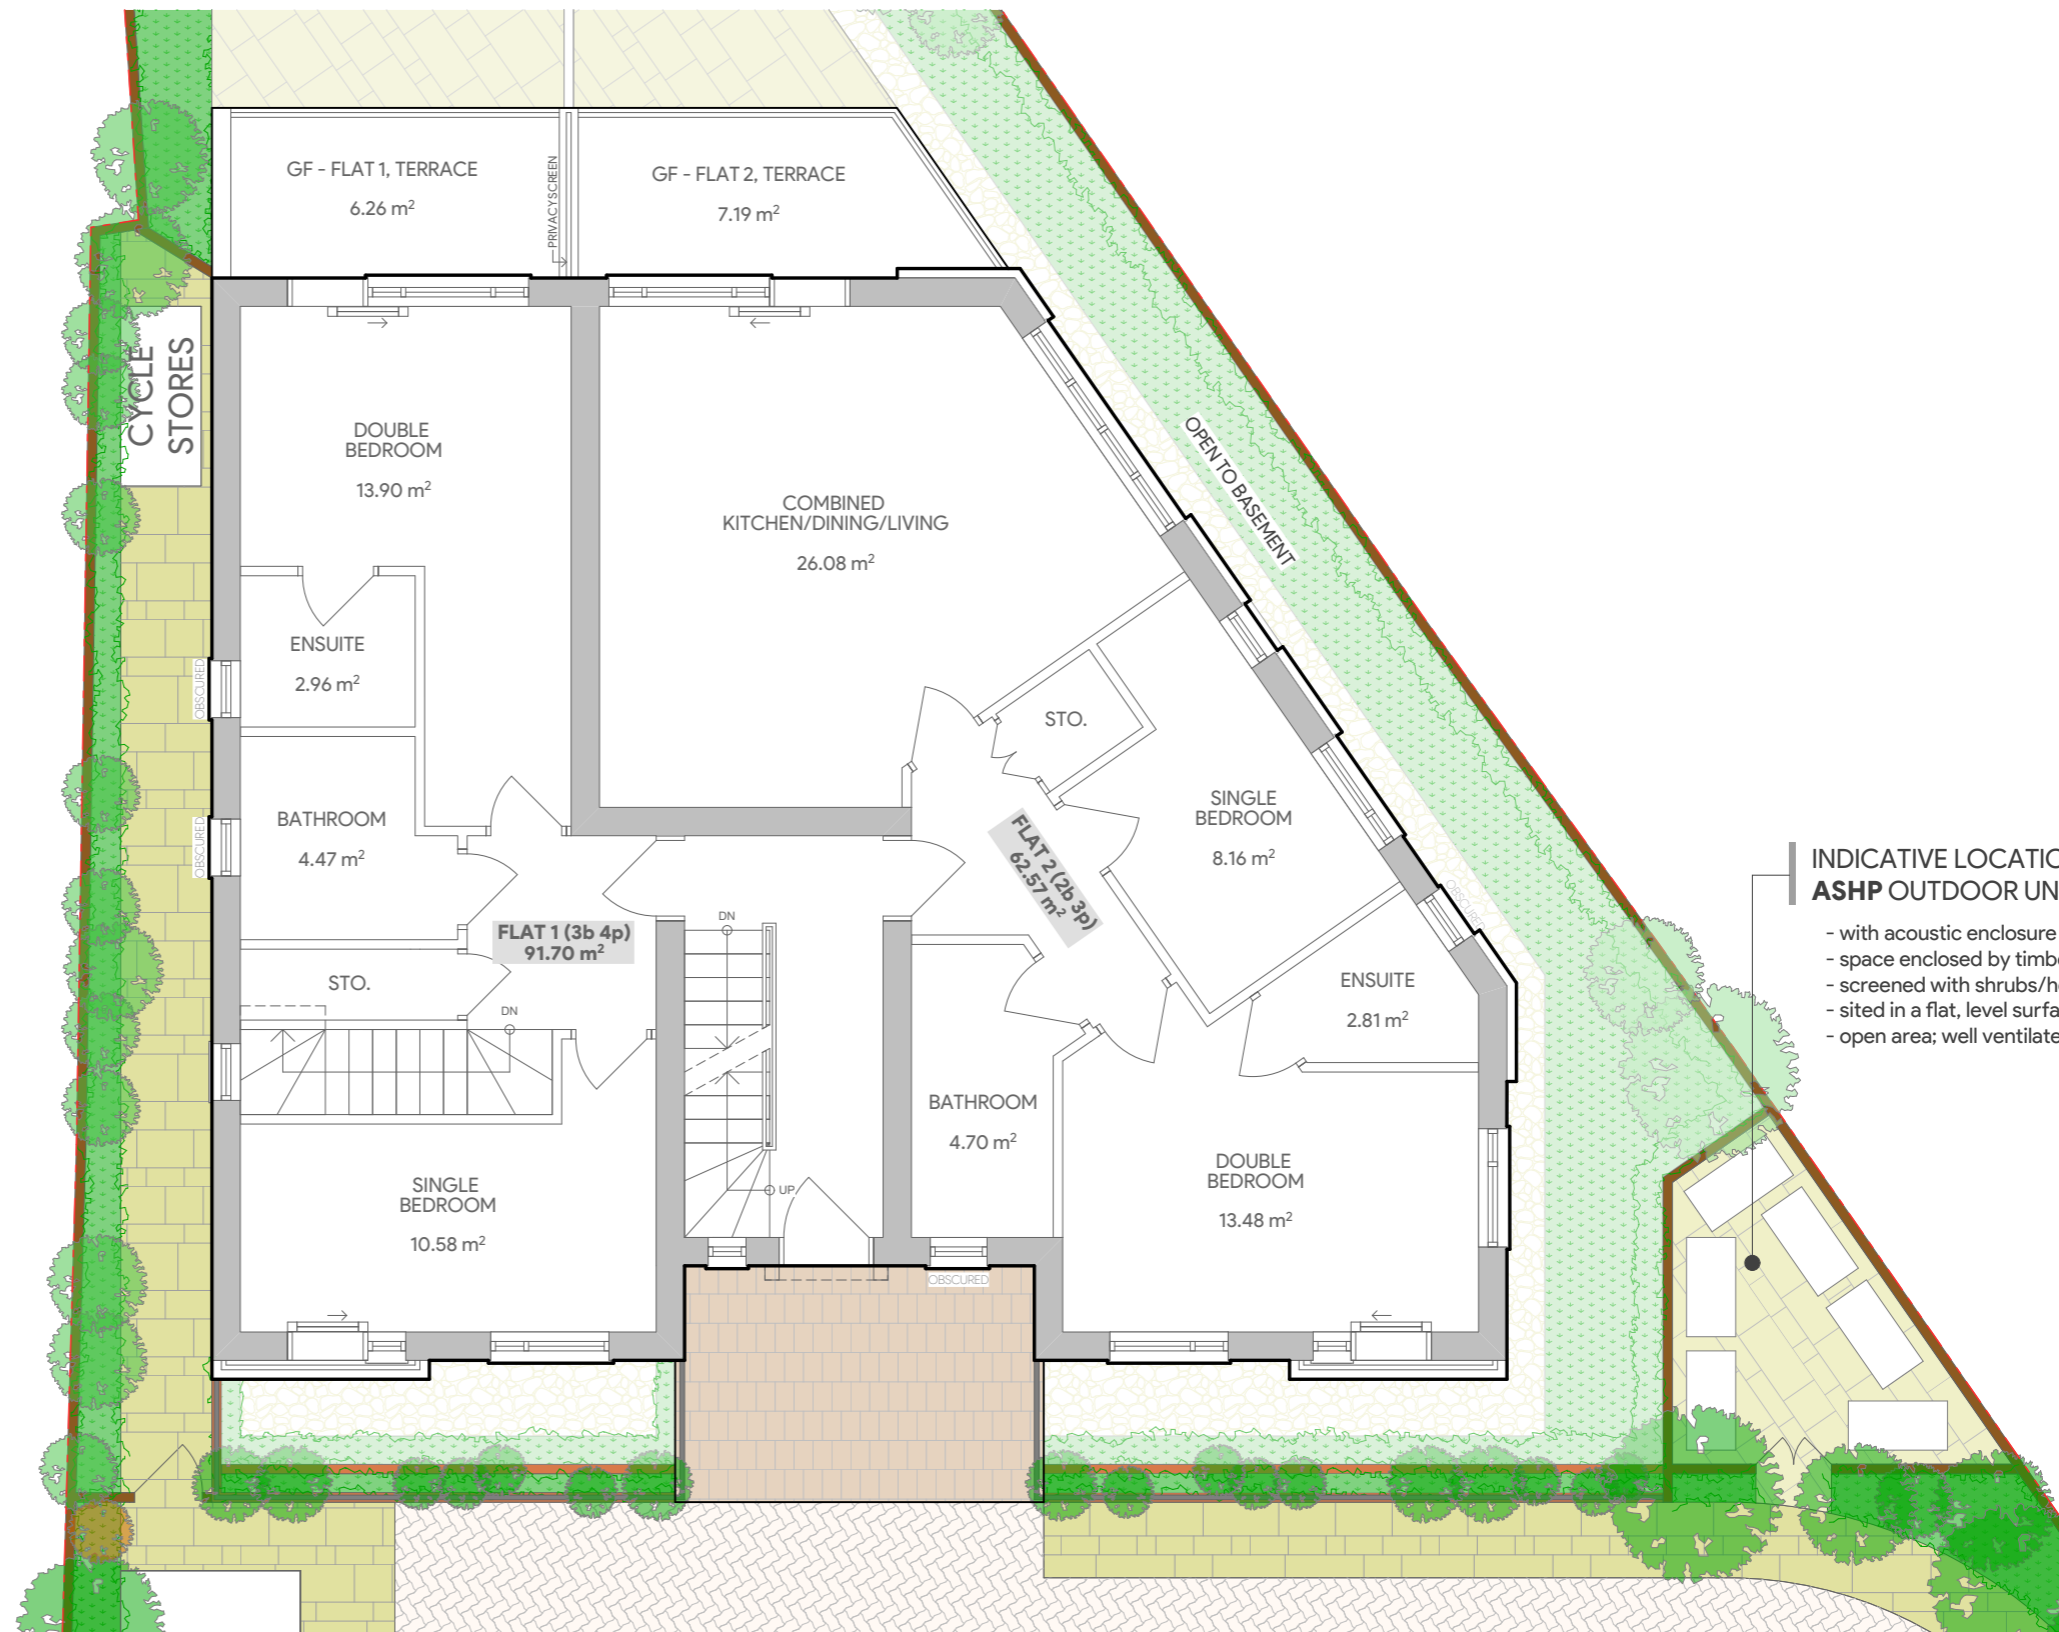 GF - FLAT 1, TERRACE
6.26 m²
PRIVACY SCREEN
GF - FLAT 2, TERRACE
7.19 m²
CYCLE
STORES
DOUBLE
BEDROOM
13.90 m²
COMBINED
KITCHEN/DINING/LIVING
26.08 m²
OPEN TO BASEMENT
ENSUITE
2.96 m²
OBSCURED
STO.
BATHROOM
4.47 m²
OBSCURED
SINGLE
BEDROOM
8.16 m²
FLAT 2 (2b 3p)
62.57 m²
OBSCURED
INDICATIVE LOCATIO
ASHP OUTDOOR UN
- with acoustic enclosure
- space enclosed by timbe
- screened with shrubs/he
- sited in a flat, level surfa
- open area; well ventilate
FLAT 1 (3b 4p)
91.70 m²
DN
STO.
DN
ENSUITE
2.81 m²
BATHROOM
4.70 m²
UP
SINGLE
BEDROOM
10.58 m²
DOUBLE
BEDROOM
13.48 m²
OBSCURED